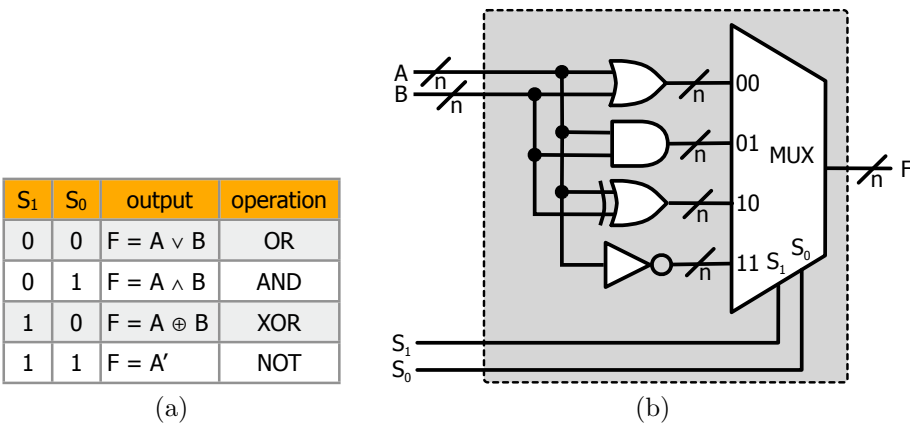 S₁ S₀ output operation
0 0 F = A ∨ B OR
0 1 F = A ∧ B AND
1 0 F = A ⊕ B XOR
1 1 F = A′ NOT
(a)
A n
B n
n 00
n 01
MUX
n F
n 10
n 11 S₁ S₀
S₁
S₀
(b)